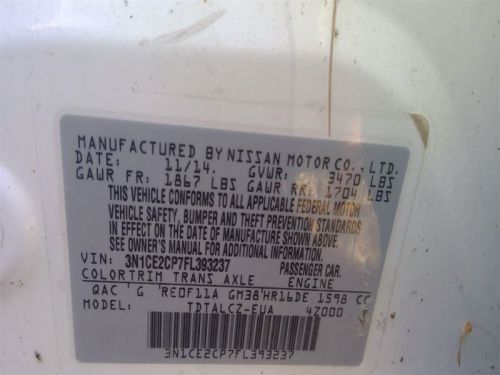 MANUFACTURED BY NISSAN MOTOR CO., LTD.
DATE: 11/14. GVWR: 3470 LBS
GAWR FR: 1867 LBS GAWR RR: 1704 LBS
THIS VEHICLE CONFORMS TO ALL APPLICABLE FEDERAL MOTOR
VEHICLE SAFETY, BUMPER AND THEFT PREVENTION STANDARDS
IN EFFECT ON THE DATE OF MANUFACTURE SHOWN ABOVE.
SEE OWNER'S MANUAL FOR ADDITIONAL INFORMATION.
VIN: 3N1CE2CP7FL393237 PASSENGER CAR.
COLORTRIM TRANS AXLE ENGINE
QAC 'G 'RE0F11A GM38'HR16DE 1598 CC
MODEL: TDTALCZ-EUA 4Z000
3N1CE2CP7FL393237